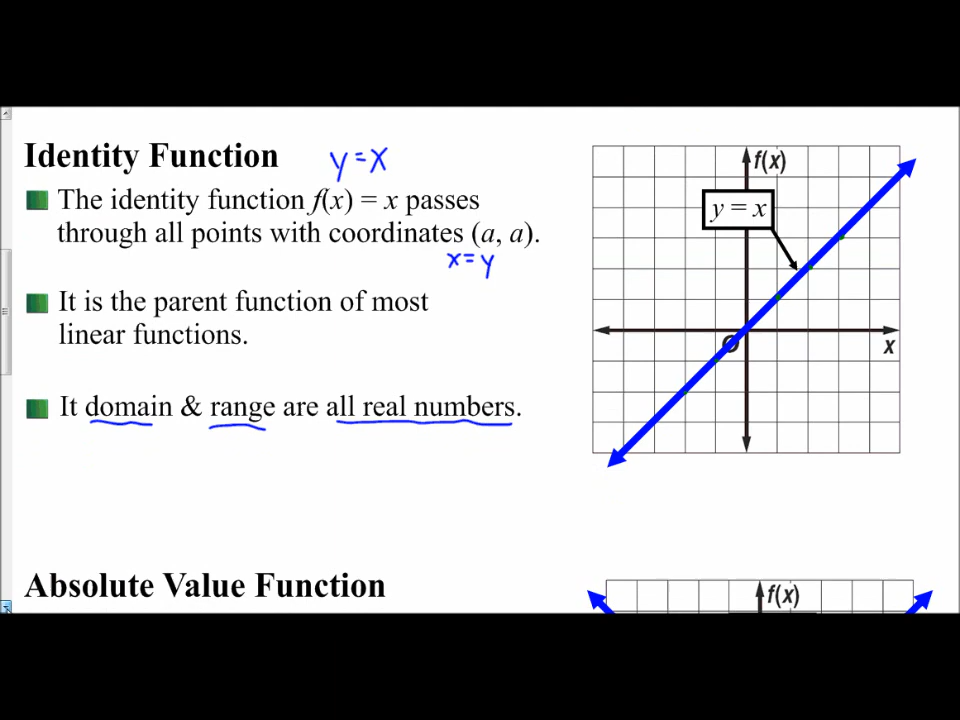 Identity Function y=x
The identity function f(x) = x passes
through all points with coordinates (a, a).
x=y
It is the parent function of most
linear functions.
It domain & range are all real numbers.
f(x)
y = x
O
x
Absolute Value Function
f(x)